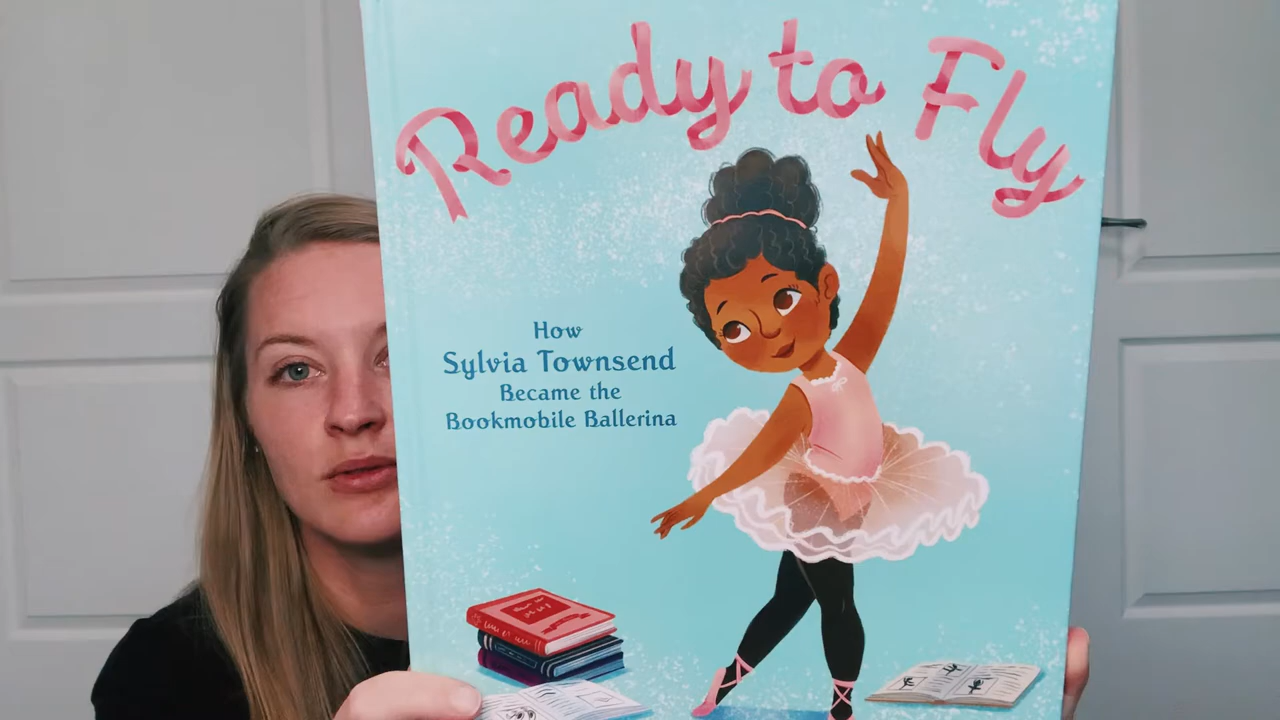 Ready to Fly
How
Sylvia Townsend
Became the
Bookmobile Ballerina